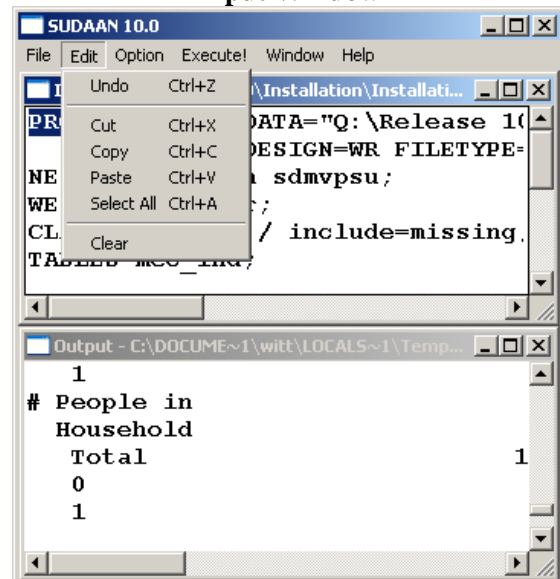 SUDAAN 10.0
File Edit Option Execute! Window Help
\Installation\Installati...
Undo Ctrl+Z
Cut Ctrl+X
Copy Ctrl+C
Paste Ctrl+V
Select All Ctrl+A
Clear
PR DATA="Q:\Release 1(
DESIGN=WR FILETYPE=
NE sdmvpsu;
WE ;
CL / include=missing
TABLES
Output - C:\DOCUME~1\witt\LOCALS~1\Temp...
1
# People in
Household
Total 1
0
1